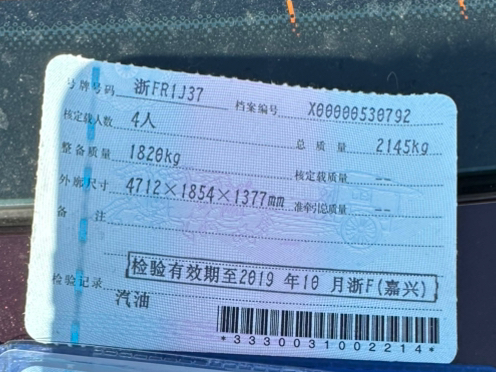 号牌号码 浙FR1J37 档案编号 X00000530792
核定载人数 4人 总质量 2145kg
整备质量 1820kg 核定载质量 --
外廓尺寸 4712×1854×1377mm 准牵引总质量 --
备注
检验记录 检验有效期至2019年10月浙F(嘉兴)
汽油
*3330031002214*